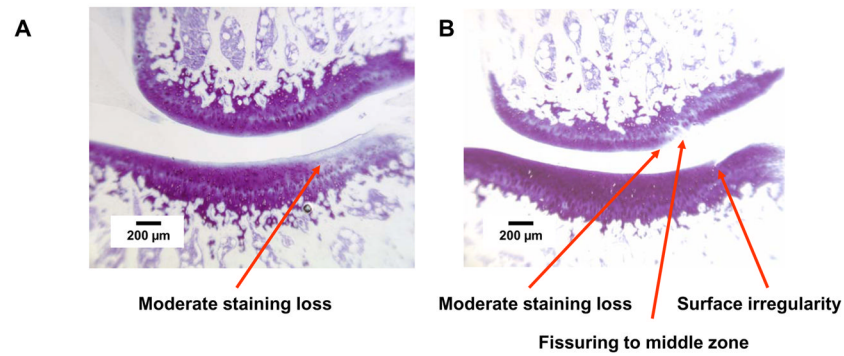 A
B
200 µm
200 µm
Moderate staining loss
Moderate staining loss
Surface irregularity
Fissuring to middle zone